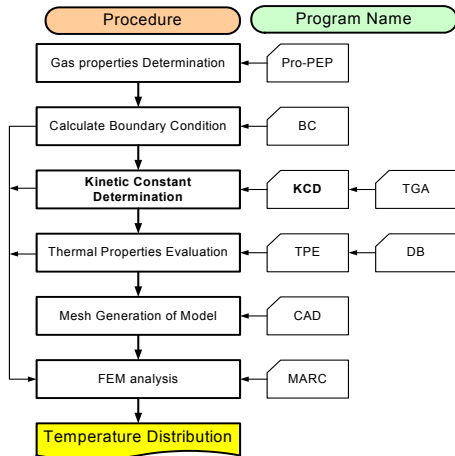 Procedure
Program Name
Gas properties Determination
Pro-PEP
Calculate Boundary Condition
BC
Kinetic Constant
Determination
KCD
TGA
Thermal Properties Evaluation
TPE
DB
Mesh Generation of Model
CAD
FEM analysis
MARC
Temperature Distribution